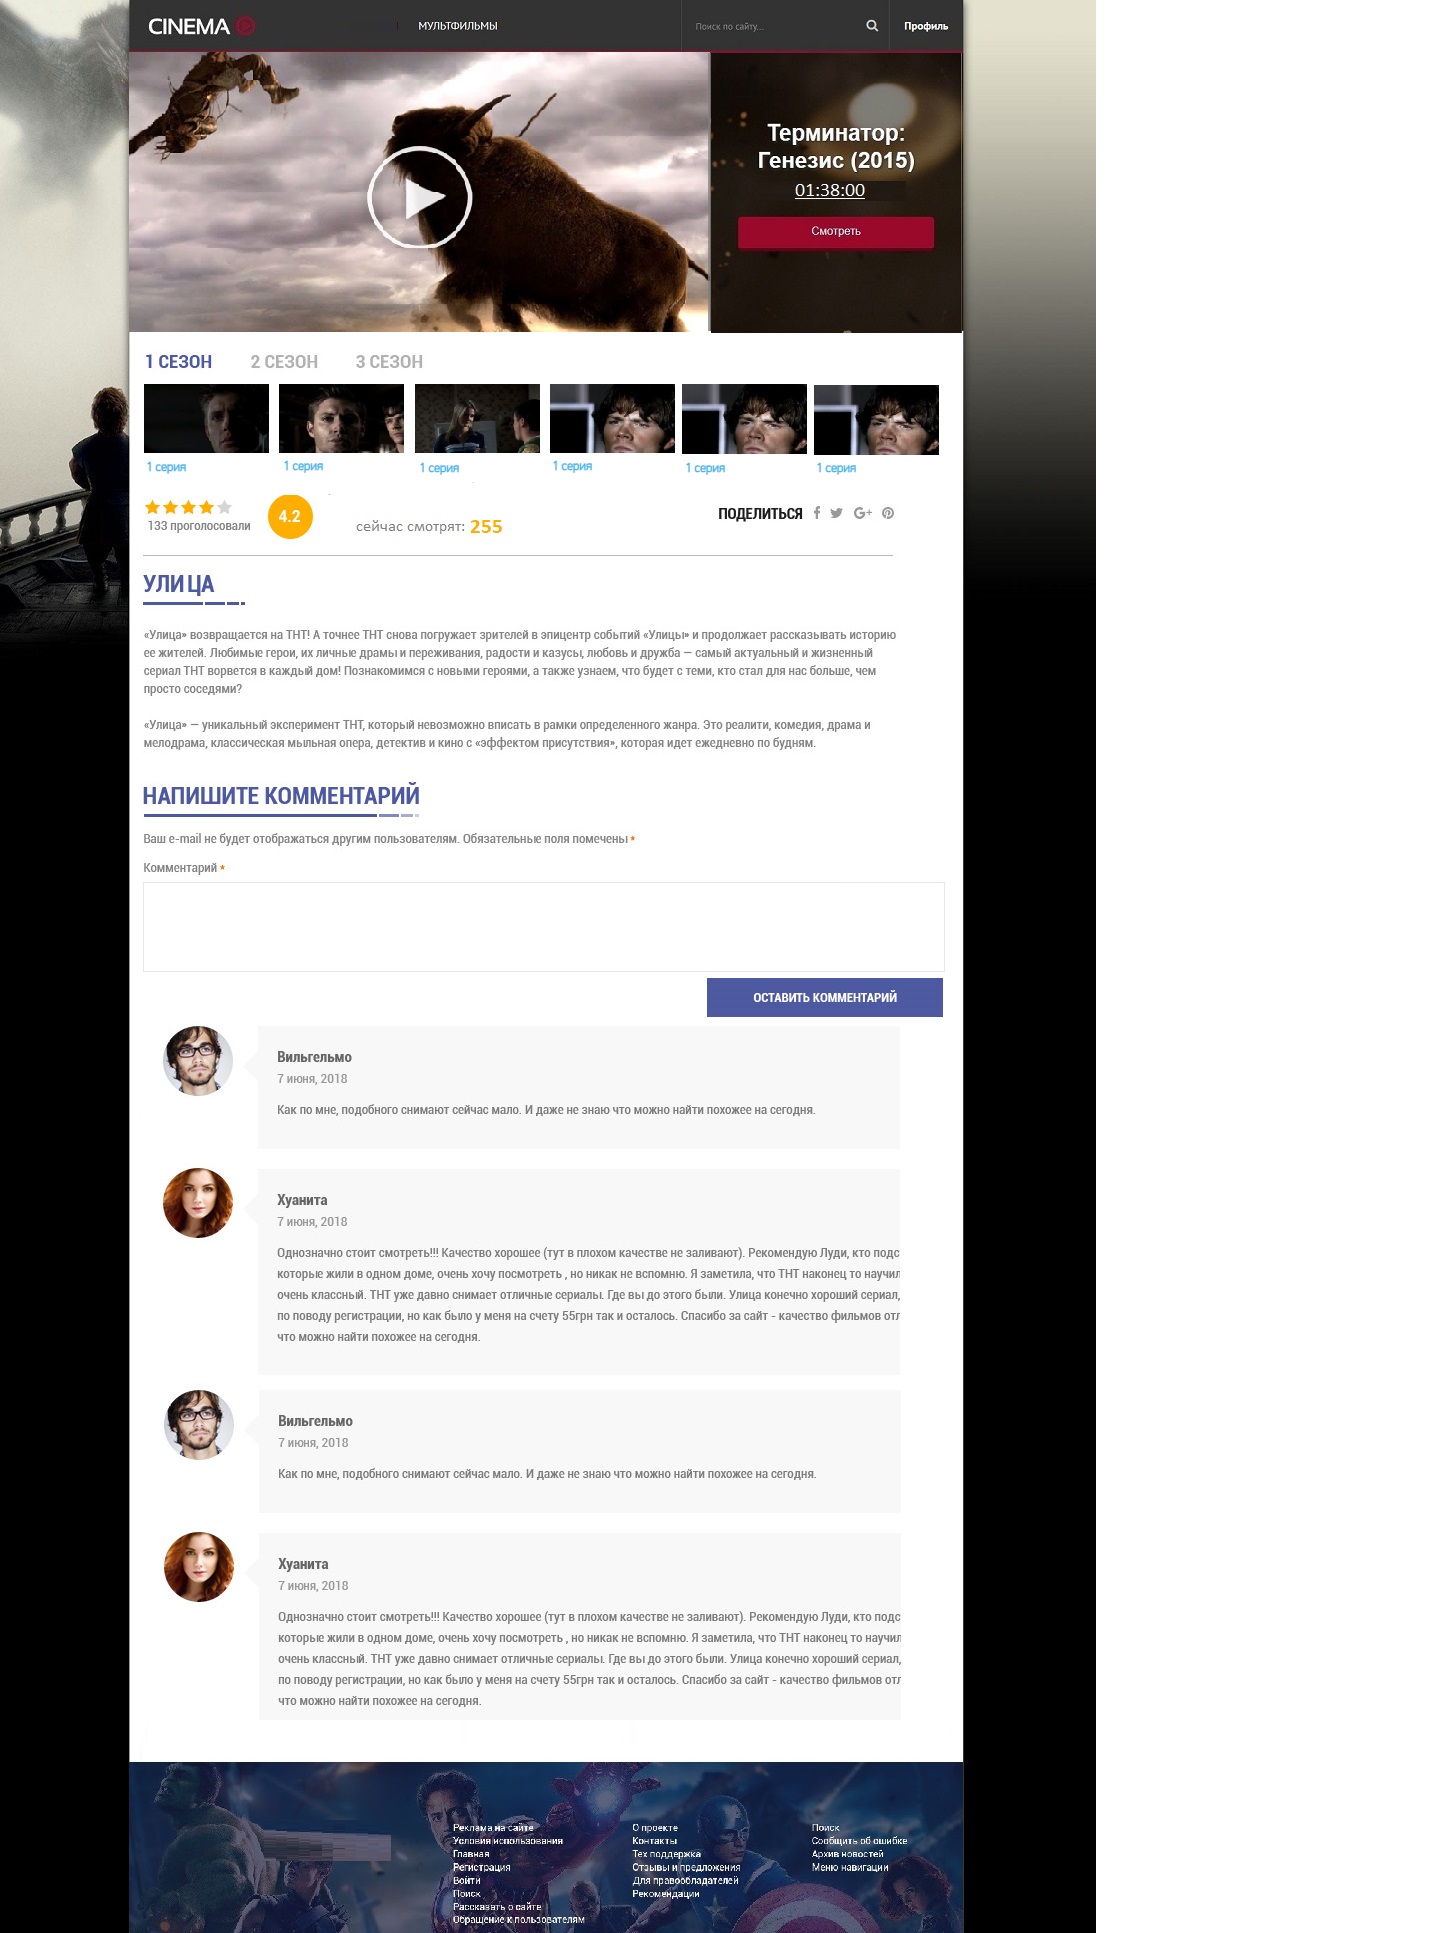 CINEMA
МУЛЬТФИЛЬМЫ
Поиск по сайту...
Профиль
Терминатор:
Генезис (2015)
01:38:00
Смотреть
1 СЕЗОН 2 СЕЗОН 3 СЕЗОН
1 серия 1 серия 1 серия 1 серия 1 серия 1 серия
133 проголосовали
4.2
сейчас смотрят: 255
ПОДЕЛИТЬСЯ
УЛИЦА
«Улица» возвращается на ТНТ! А точнее ТНТ снова погружает зрителей в эпицентр событий «Улицы» и продолжает рассказывать историю
ее жителей. Любимые герои, их личные драмы и переживания, радости и казусы, любовь и дружба — самый актуальный и жизненный
сериал ТНТ ворвется в каждый дом! Познакомимся с новыми героями, а также узнаем, что будет с теми, кто стал для нас больше, чем
просто соседями?
«Улица» — уникальный эксперимент ТНТ, который невозможно вписать в рамки определенного жанра. Это реалити, комедия, драма и
мелодрама, классическая мыльная опера, детектив и кино с «эффектом присутствия», которая идет ежедневно по будням.
НАПИШИТЕ КОММЕНТАРИЙ
Ваш e-mail не будет отображаться другим пользователям. Обязательные поля помечены *
Комментарий *
ОСТАВИТЬ КОММЕНТАРИЙ
Вильгельмо
7 июня, 2018
Как по мне, подобного снимают сейчас мало. И даже не знаю что можно найти похожее на сегодня.
Хуанита
7 июня, 2018
Однозначно стоит смотреть!!! Качество хорошее (тут в плохом качестве не заливают). Рекомендую Луди, кто подс
которые жили в одном доме, очень хочу посмотреть , но никак не вспомню. Я заметила, что ТНТ наконец то научил
очень классный. ТНТ уже давно снимает отличные сериалы. Где вы до этого были. Улица конечно хороший сериал,
по поводу регистрации, но как было у меня на счету 55грн так и осталось. Спасибо за сайт - качество фильмов отл
что можно найти похожее на сегодня.
Вильгельмо
7 июня, 2018
Как по мне, подобного снимают сейчас мало. И даже не знаю что можно найти похожее на сегодня.
Хуанита
7 июня, 2018
Однозначно стоит смотреть!!! Качество хорошее (тут в плохом качестве не заливают). Рекомендую Луди, кто подс
которые жили в одном доме, очень хочу посмотреть , но никак не вспомню. Я заметила, что ТНТ наконец то научил
очень классный. ТНТ уже давно снимает отличные сериалы. Где вы до этого были. Улица конечно хороший сериал,
по поводу регистрации, но как было у меня на счету 55грн так и осталось. Спасибо за сайт - качество фильмов отл
что можно найти похожее на сегодня.
Реклама на сайте
Условия использования
Главная
Регистрация
Войти
Поиск
Рассказать о сайте
Обращение к пользователям
О проекте
Контакты
Тех поддержка
Отзывы и предложения
Для правообладателей
Рекомендации
Поиск
Сообщить об ошибке
Архив новостей
Меню навигации